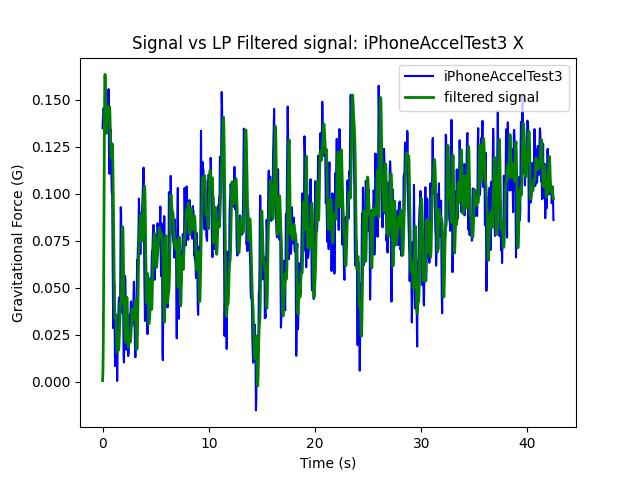 Signal vs LP Filtered signal: iPhoneAccelTest3 X
iPhoneAccelTest3
filtered signal
Gravitational Force (G)
0.150
0.125
0.100
0.075
0.050
0.025
0.000
0 10 20 30 40
Time (s)